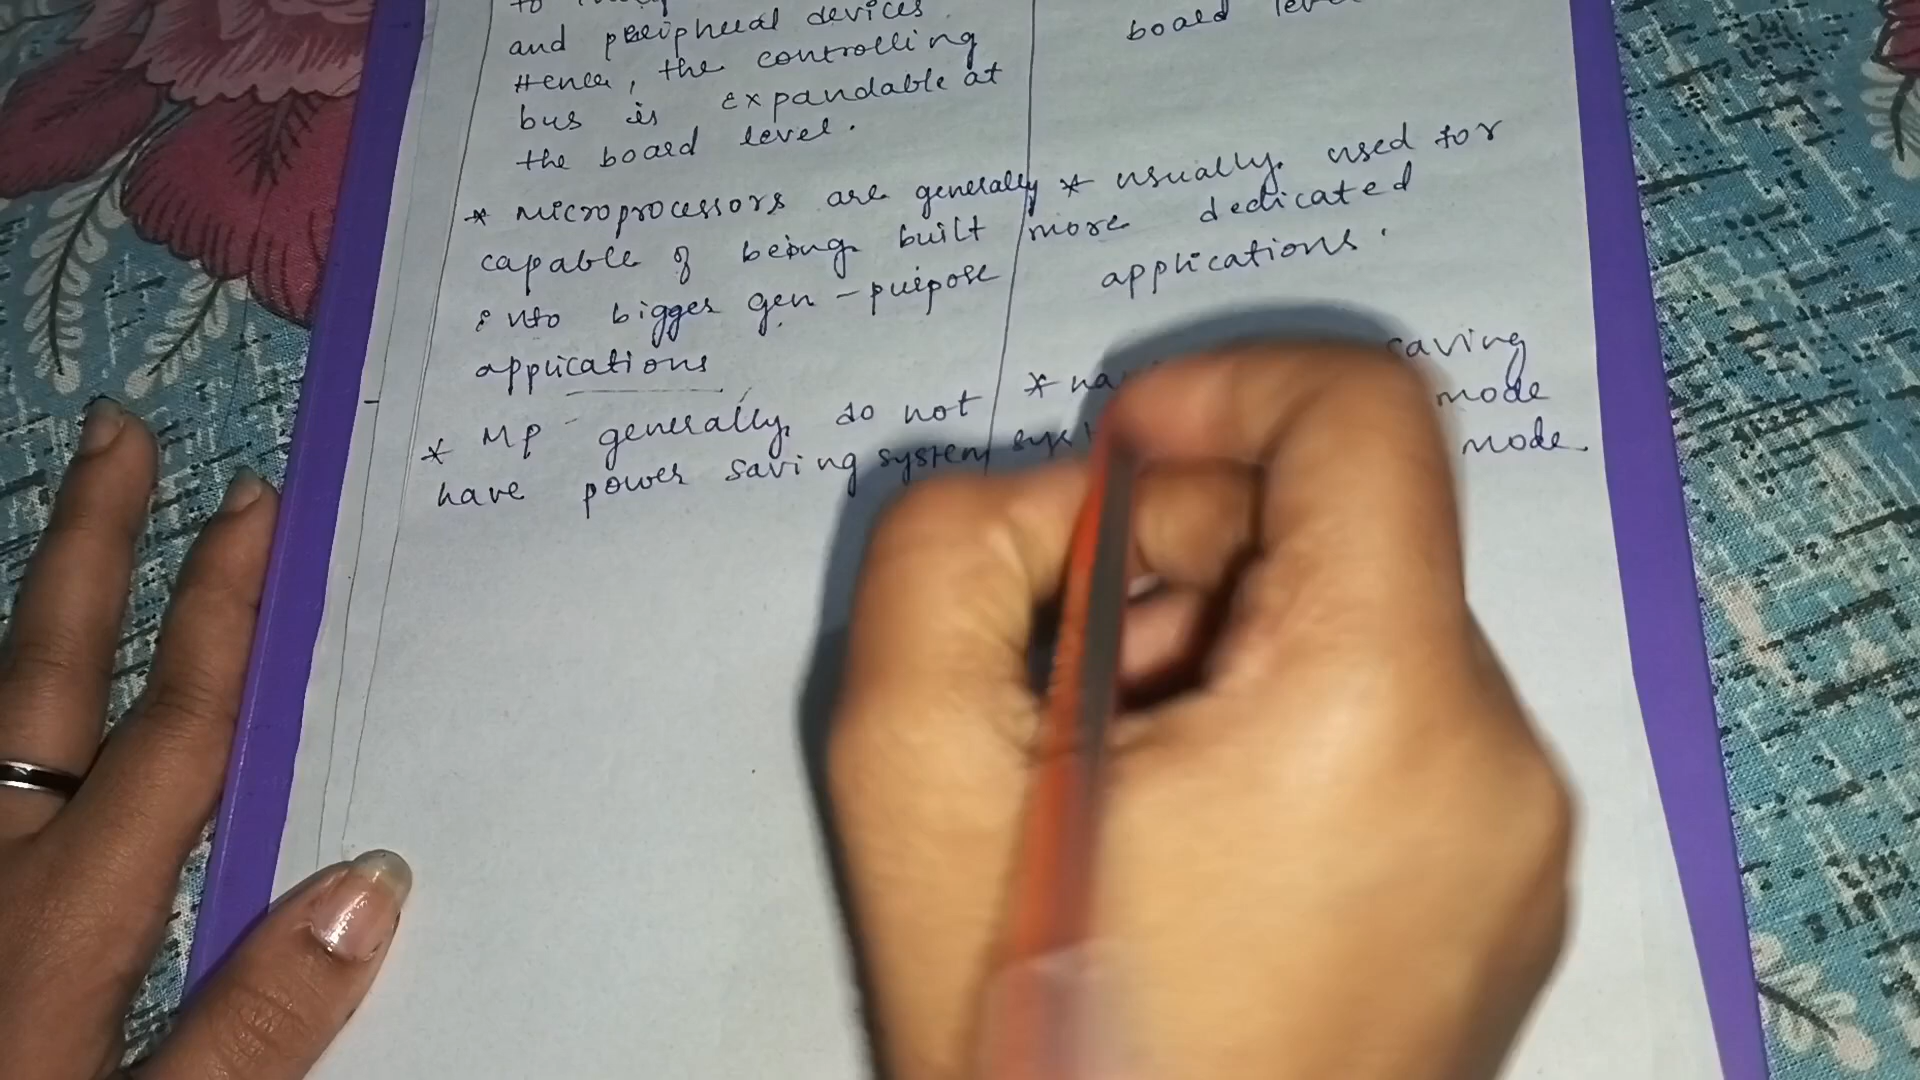 and peripheral devices
Hence, the controlling
bus is expandable at
the board level.
* Microprocessors are generally
capable of being built
into bigger gen-purpose
applications
* MP generally do not
have power saving system
board
* usually used for
more dedicated
applications.
saving
mode
mode.